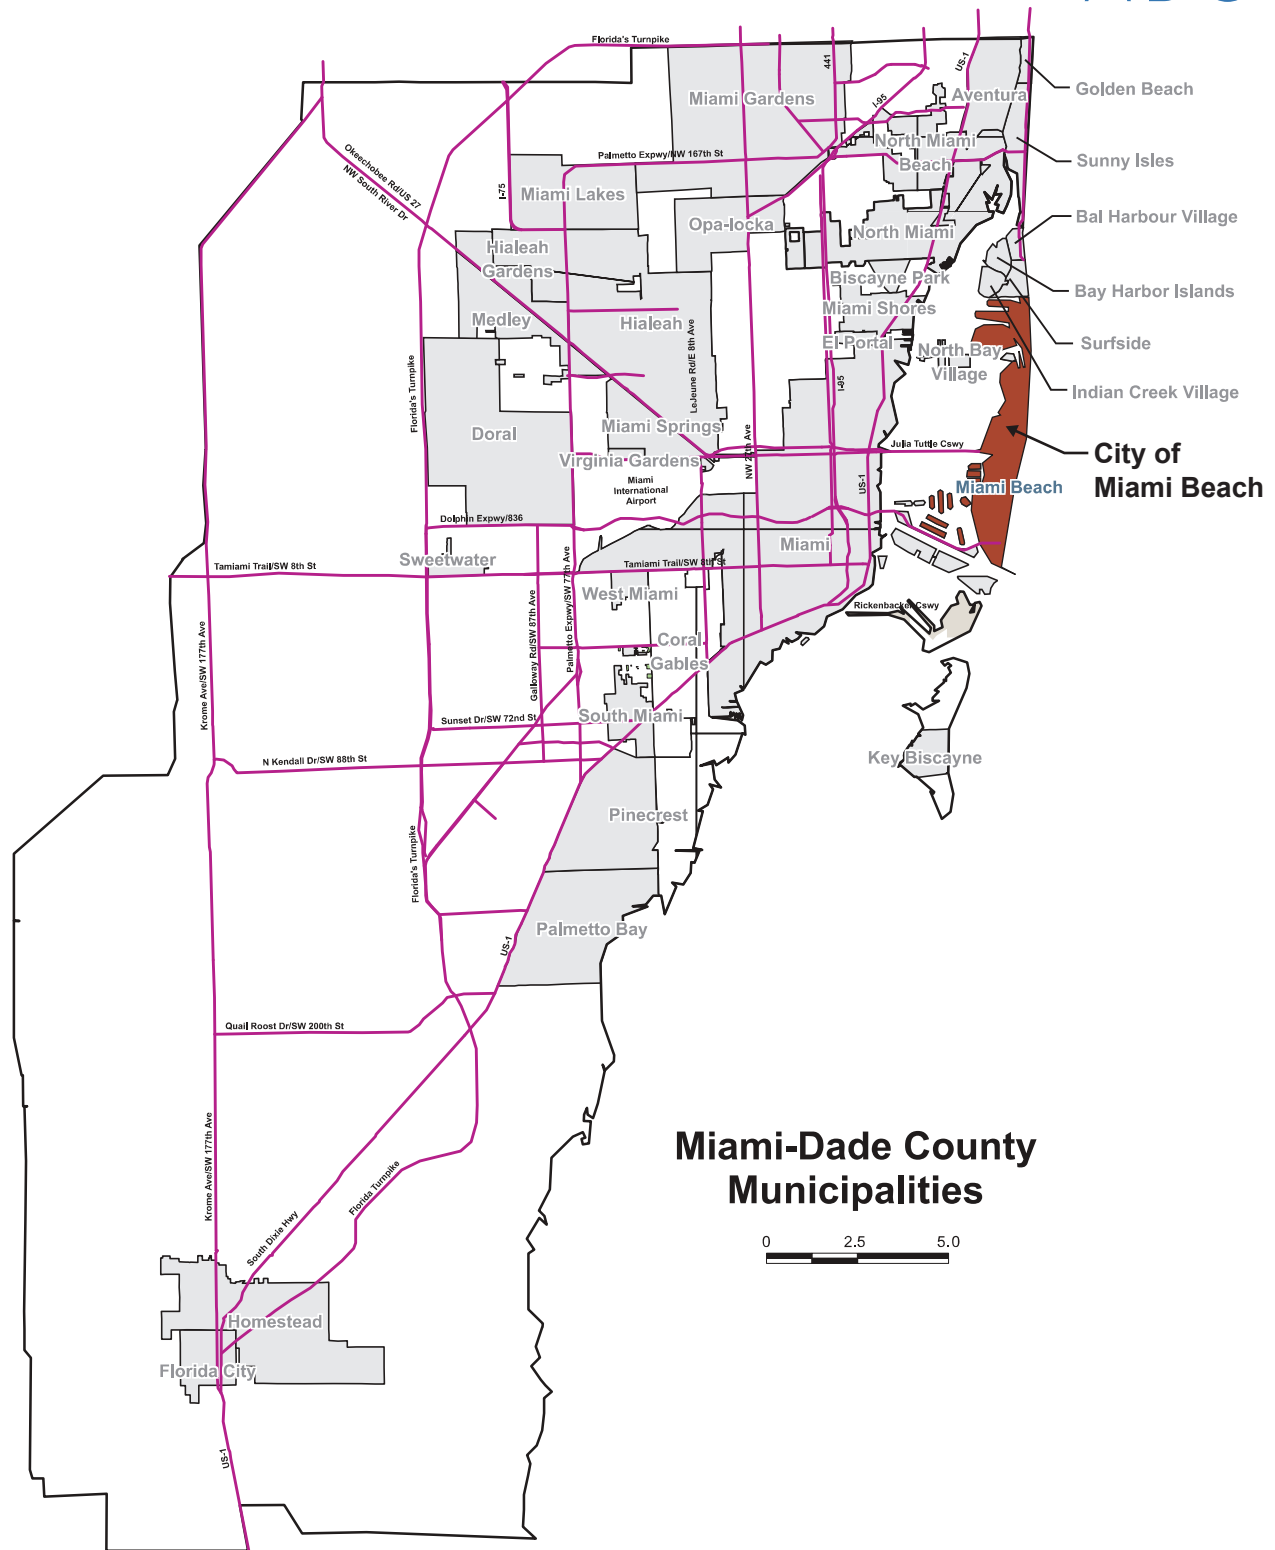 Florida's Turnpike
441
US-1
I-95
Miami Gardens
Aventura
Golden Beach
North Miami
Beach
Sunny Isles
Okeechobee Rd/US 27
NW South River Dr
I-75
Palmetto Expwy/NW 167th St
Miami Lakes
Opa-locka
North Miami
Bal Harbour Village
Hialeah
Gardens
Biscayne Park
Bay Harbor Islands
Medley
Hialeah
Miami Shores
El Portal
North Bay
Village
Surfside
Indian Creek Village
Florida's Turnpike
LeJeune Rd/E 8th Ave
I-95
Doral
Miami Springs
Virginia Gardens
NW 27th Ave
Julia Tuttle Cswy
City of
Miami Beach
Miami Beach
Miami
International
Airport
US-1
Dolphin Expwy/836
Miami
Sweetwater
Tamiami Trail/SW 8th St
Tamiami Trail/SW 8th St
West Miami
Rickenbacker Cswy
Krome Ave/SW 177th Ave
Galloway Rd/SW 87th Ave
Palmetto Expwy/SW 77th Ave
Coral
Gables
South Miami
Sunset Dr/SW 72nd St
N Kendall Dr/SW 88th St
Key Biscayne
Pinecrest
Florida's Turnpike
Palmetto Bay
US-1
Quail Roost Dr/SW 200th St
Krome Ave/SW 177th Ave
Florida Turnpike
South Dixie Hwy
Miami-Dade County
Municipalities
0 2.5 5.0
Homestead
Florida City
US-1